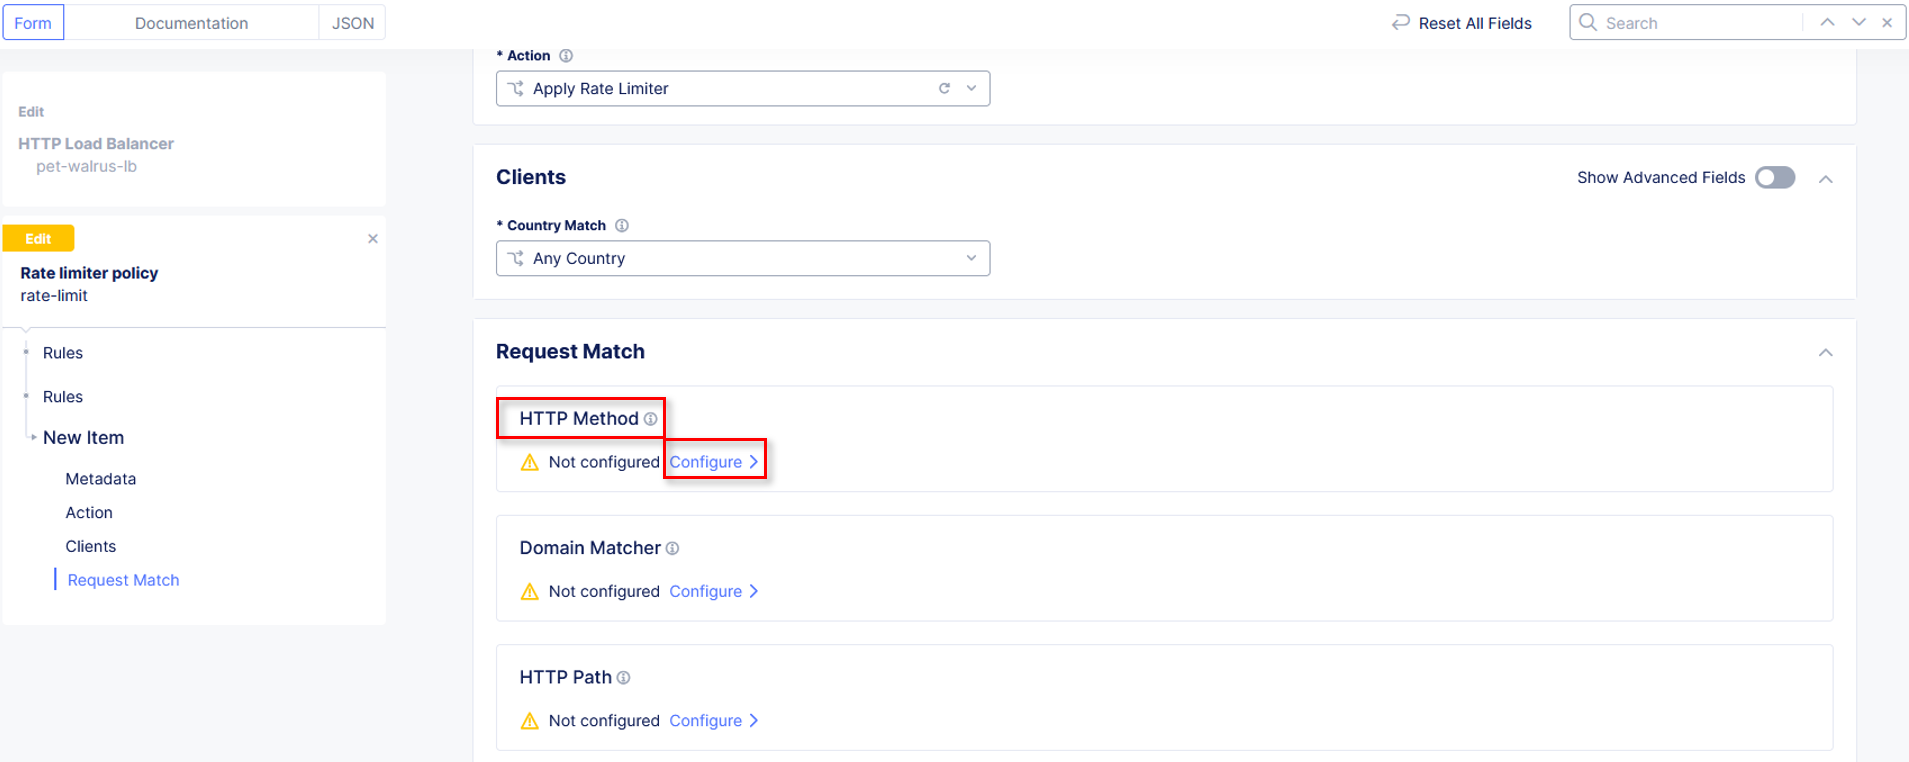 Form
Documentation
JSON
Reset All Fields
Search
Edit
HTTP Load Balancer
pet-walrus-lb
Edit
Rate limiter policy
rate-limit
Rules
Rules
New Item
Metadata
Action
Clients
Request Match
* Action
Apply Rate Limiter
Clients
Show Advanced Fields
* Country Match
Any Country
Request Match
HTTP Method
Not configured Configure
Domain Matcher
Not configured Configure
HTTP Path
Not configured Configure